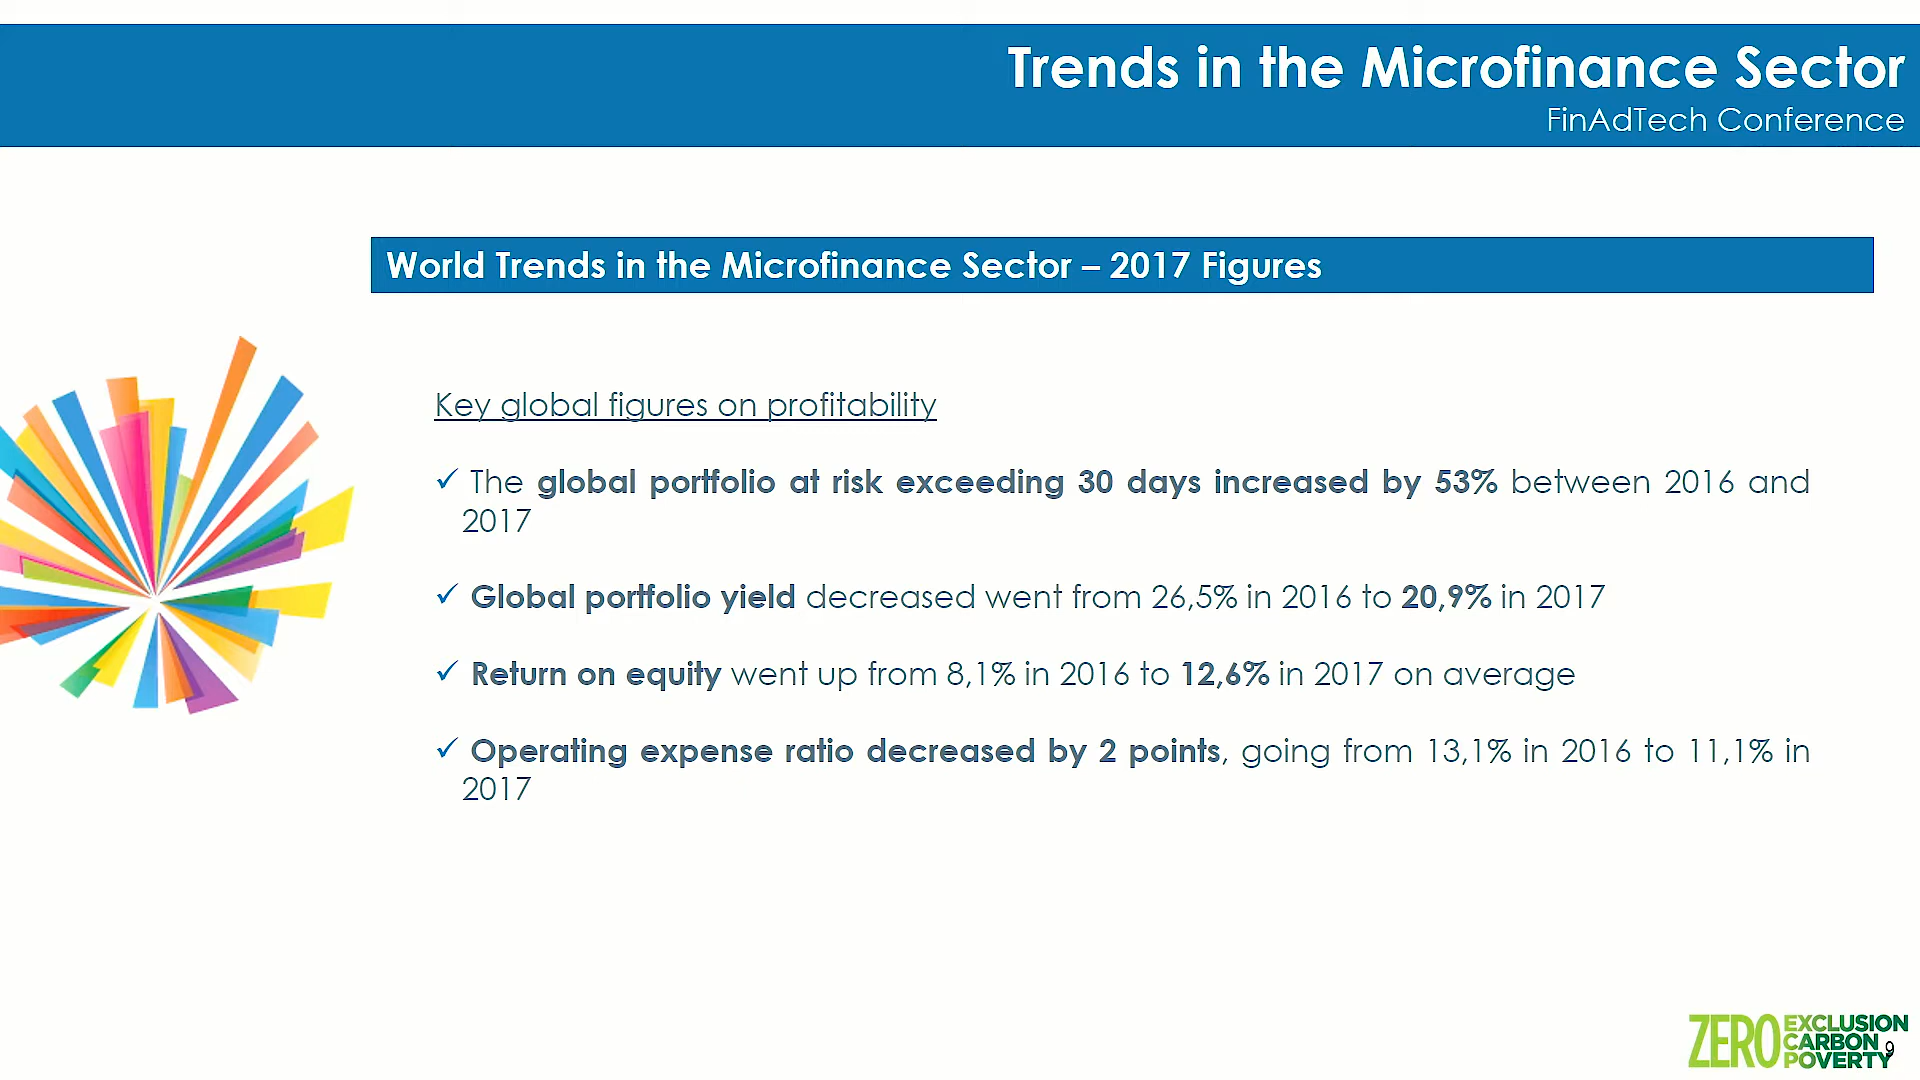 Trends in the Microfinance Sector
FinAdTech Conference
World Trends in the Microfinance Sector – 2017 Figures
Key global figures on profitability
✓ The global portfolio at risk exceeding 30 days increased by 53% between 2016 and
2017
✓ Global portfolio yield decreased went from 26,5% in 2016 to 20,9% in 2017
✓ Return on equity went up from 8,1% in 2016 to 12,6% in 2017 on average
✓ Operating expense ratio decreased by 2 points, going from 13,1% in 2016 to 11,1% in
2017
ZERO EXCLUSION
CARBON
POVERTY
9